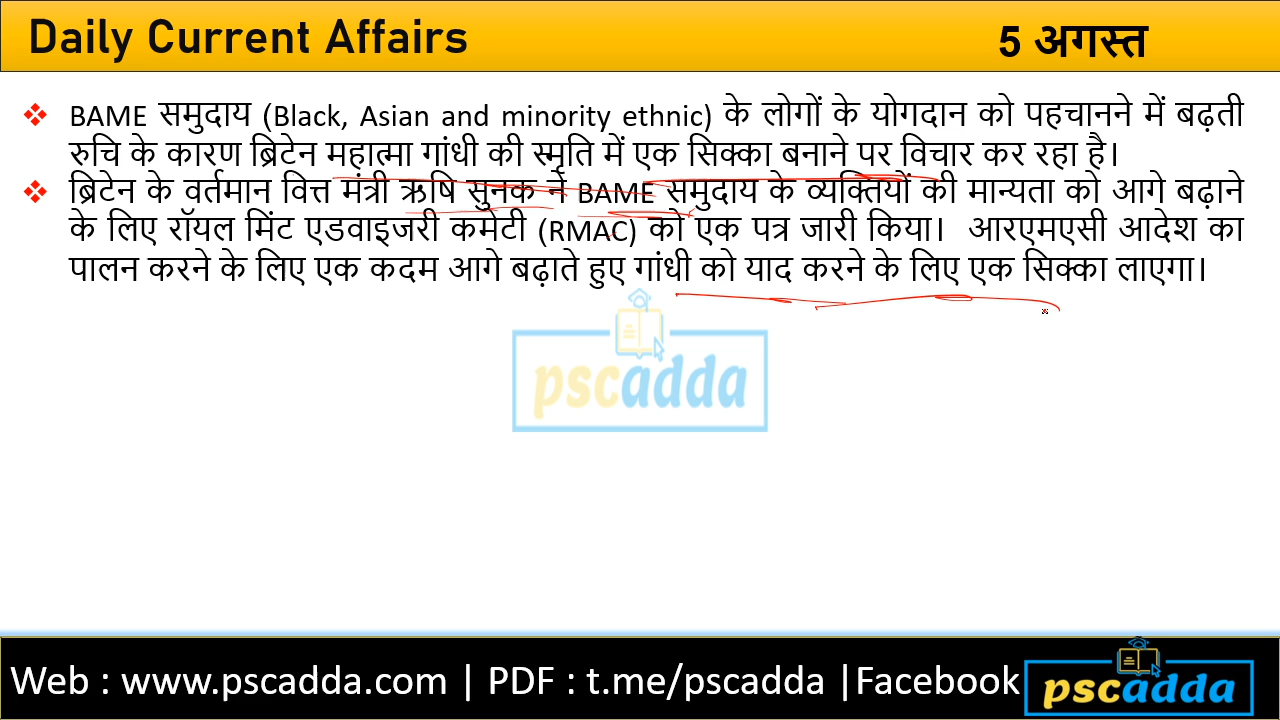 Daily Current Affairs
5 अगस्त
BAME समुदाय (Black, Asian and minority ethnic) के लोगों के योगदान को पहचानने में बढ़ती
रुचि के कारण ब्रिटेन महात्मा गांधी की स्मृति में एक सिक्का बनाने पर विचार कर रहा है।
ब्रिटेन के वर्तमान वित्त मंत्री ऋषि सुनक ने BAME समुदाय के व्यक्तियों की मान्यता को आगे बढ़ाने
के लिए रॉयल मिंट एडवाइजरी कमेटी (RMAC) को एक पत्र जारी किया। आरएमएसी आदेश का
पालन करने के लिए एक कदम आगे बढ़ाते हुए गांधी को याद करने के लिए एक सिक्का लाएगा।
pscadda
Web : www.pscadda.com | PDF : t.me/pscadda |Facebook
pscadda